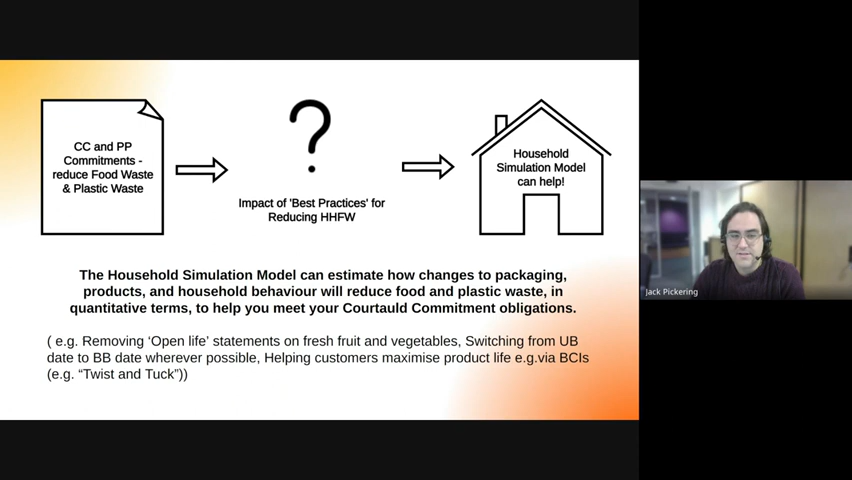 CC and PP
Commitments -
reduce Food Waste
& Plastic Waste
?
Impact of 'Best Practices' for
Reducing HHFW
Household
Simulation Model
can help!
The Household Simulation Model can estimate how changes to packaging,
products, and household behaviour will reduce food and plastic waste, in
quantitative terms, to help you meet your Courtauld Commitment obligations.
( e.g. Removing ‘Open life’ statements on fresh fruit and vegetables, Switching from UB
date to BB date wherever possible, Helping customers maximise product life e.g.via BCIs
(e.g. “Twist and Tuck”))
Jack Pickering